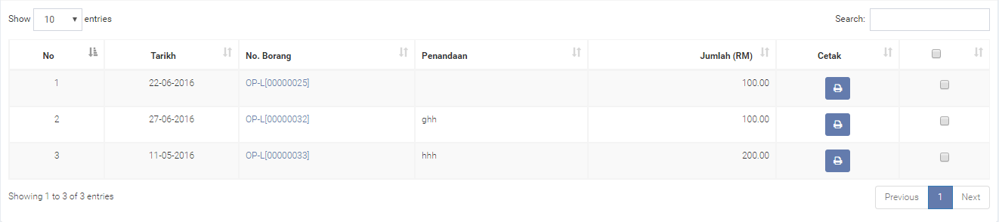 Show 10 entries Search:
No Tarikh No. Borang Penandaan Jumlah (RM) Cetak
1 22-06-2016 OP-L[00000025] 100.00
2 27-06-2016 OP-L[00000032] ghh 100.00
3 11-05-2016 OP-L[00000033] hhh 200.00
Showing 1 to 3 of 3 entries Previous 1 Next